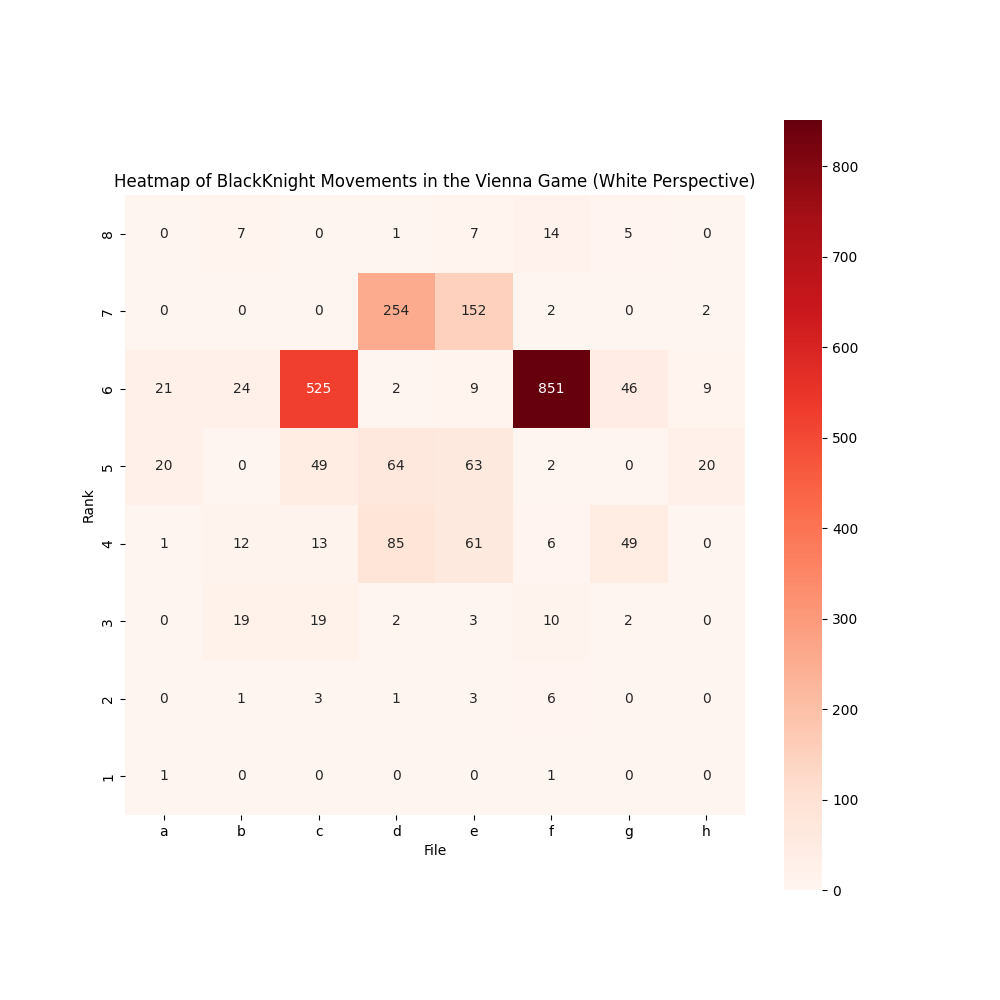 Heatmap of BlackKnight Movements in the Vienna Game (White Perspective)
8 0 7 0 1 7 14 5 0
7 0 0 0 254 152 2 0 2
6 21 24 525 2 9 851 46 9
5 20 0 49 64 63 2 0 20
4 1 12 13 85 61 6 49 0
3 0 19 19 2 3 10 2 0
2 0 1 3 1 3 6 0 0
1 1 0 0 0 0 1 0 0
Rank
a b c d e f g h
File
800
700
600
500
400
300
200
100
0